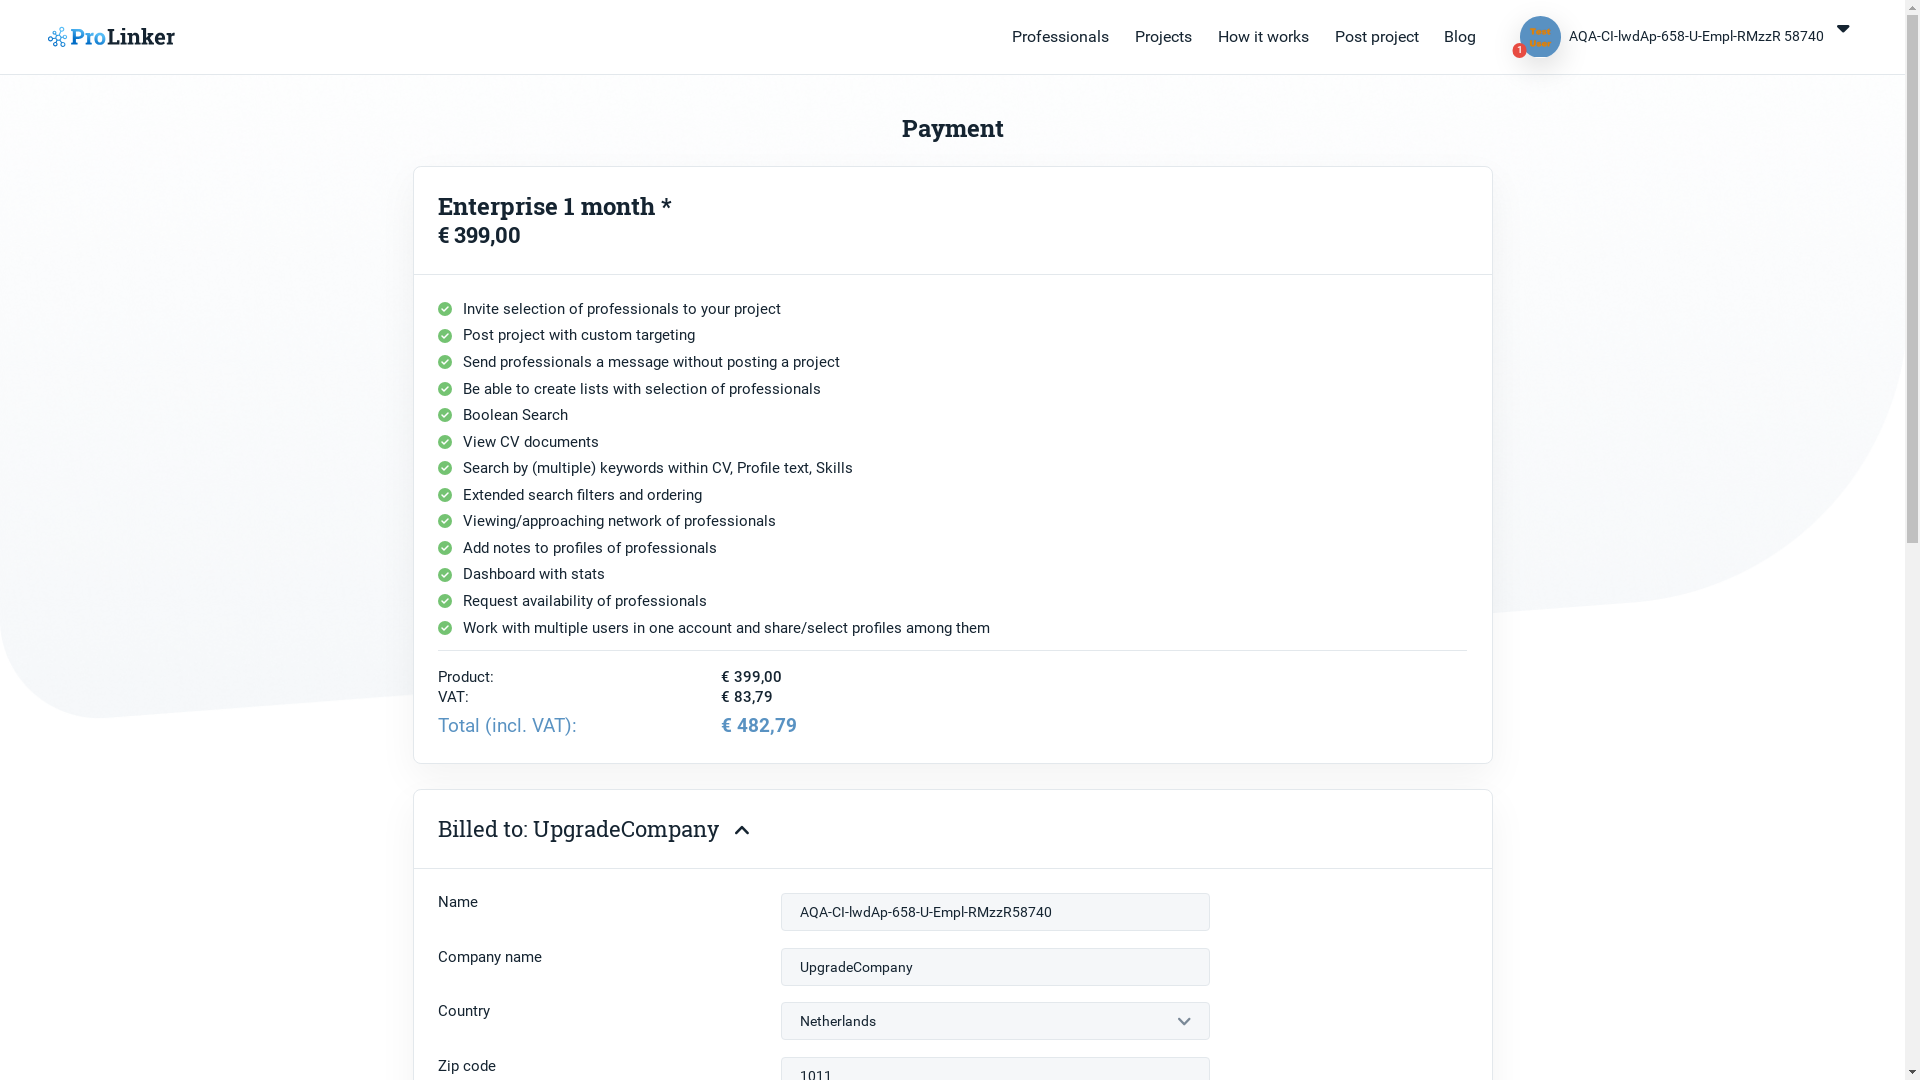 ProLinker
Professionals
Projects
How it works
Post project
Blog
Test
User
1
AQA-CI-lwdAp-658-U-Empl-RMzzR 58740
Payment
Enterprise 1 month *
€ 399,00
Invite selection of professionals to your project
Post project with custom targeting
Send professionals a message without posting a project
Be able to create lists with selection of professionals
Boolean Search
View CV documents
Search by (multiple) keywords within CV, Profile text, Skills
Extended search filters and ordering
Viewing/approaching network of professionals
Add notes to profiles of professionals
Dashboard with stats
Request availability of professionals
Work with multiple users in one account and share/select profiles among them
Product: € 399,00
VAT: € 83,79
Total (incl. VAT): € 482,79
Billed to: UpgradeCompany
Name AQA-CI-lwdAp-658-U-Empl-RMzzR58740
Company name UpgradeCompany
Country Netherlands
Zip code 1011